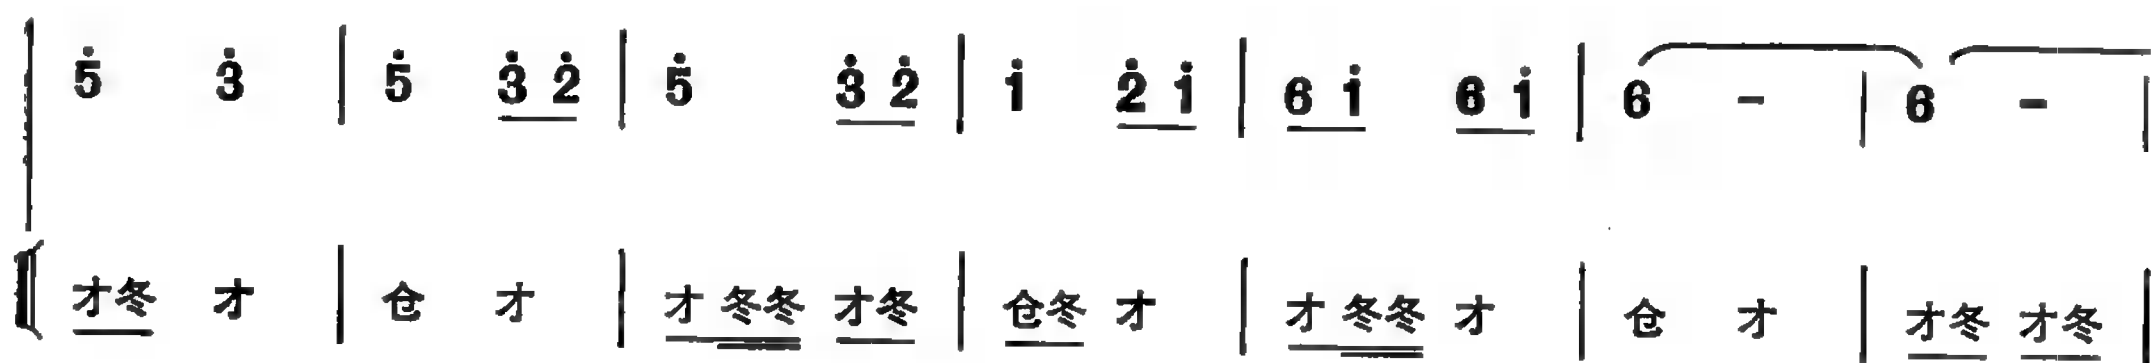 5̇ 3̇ | 5̇ 3̇ 2̇ | 5̇ 3̇ 2̇ | 1̇ 2̇ 1̇ | 6 1̇ 6 1̇ | 6 - | 6 - |
才冬 才 | 仓 才 | 才 冬冬 才冬 | 仓冬 才 | 才 冬冬 才 | 仓 才 | 才冬 才冬 |